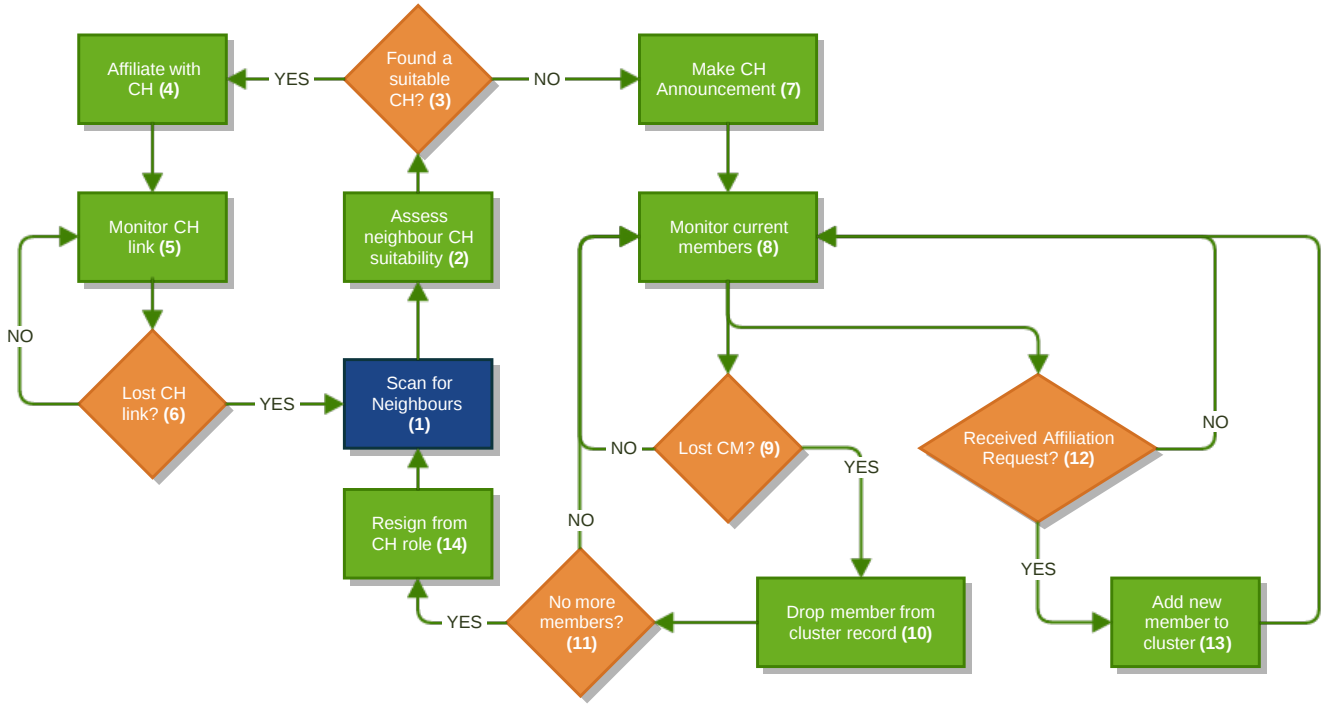 Affiliate with
CH (4)
YES
Found a
suitable
CH? (3)
NO
Make CH
Announcement (7)
Monitor CH
link (5)
Assess
neighbour CH
suitability (2)
Monitor current
members (8)
NO
Lost CH
link? (6)
YES
Scan for
Neighbours
(1)
NO
Lost CM? (9)
YES
Received Affiliation
Request? (12)
NO
Resign from
CH role (14)
NO
YES
YES
No more
members?
(11)
Drop member from
cluster record (10)
Add new
member to
cluster (13)